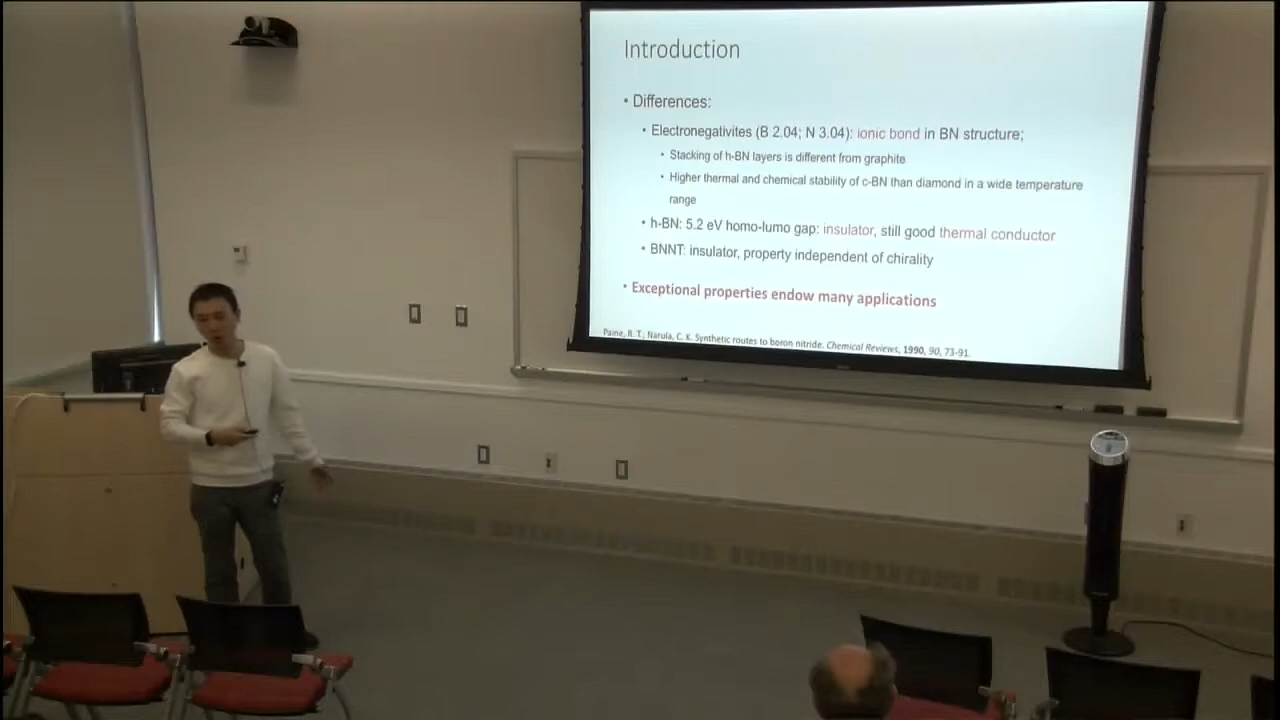 Introduction
• Differences:
• Electronegativites (B 2.04; N 3.04): ionic bond in BN structure;
• Stacking of h-BN layers is different from graphite
• Higher thermal and chemical stability of c-BN than diamond in a wide temperature
range
• h-BN: 5.2 eV homo-lumo gap: insulator, still good thermal conductor
• BNNT: insulator, property independent of chirality
• Exceptional properties endow many applications
Paine, R. T.; Narula, C. K. Synthetic routes to boron nitride. Chemical Reviews, 1990, 90, 73-91.